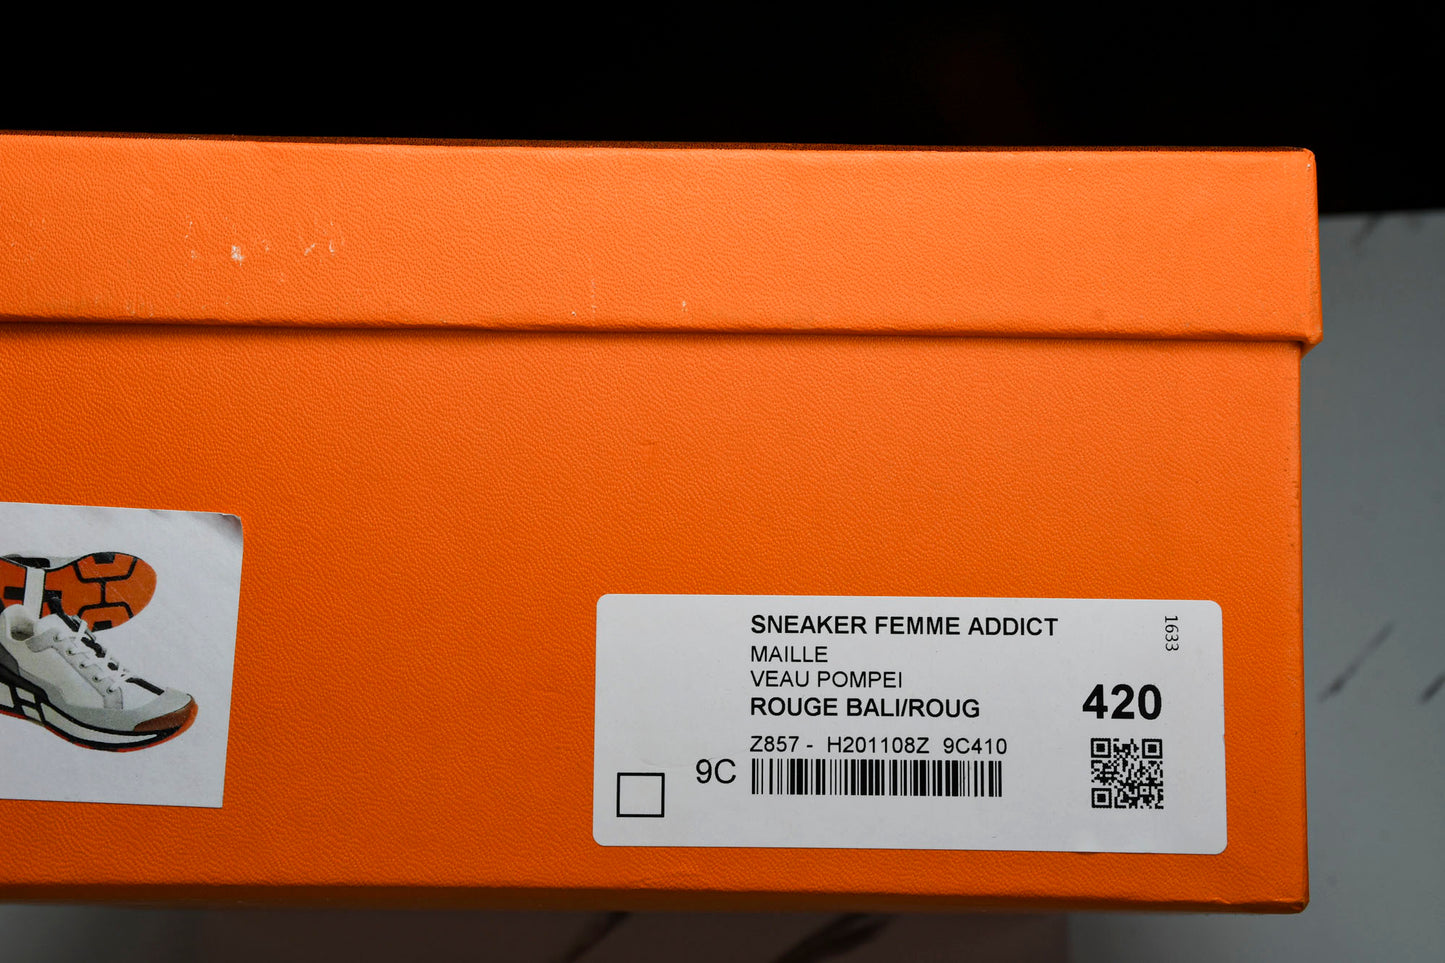 SNEAKER FEMME ADDICT
MAILLE
VEAU POMPEI
ROUGE BALI/ROUG
Z857 - H201108Z 9C410
9C
420
1633